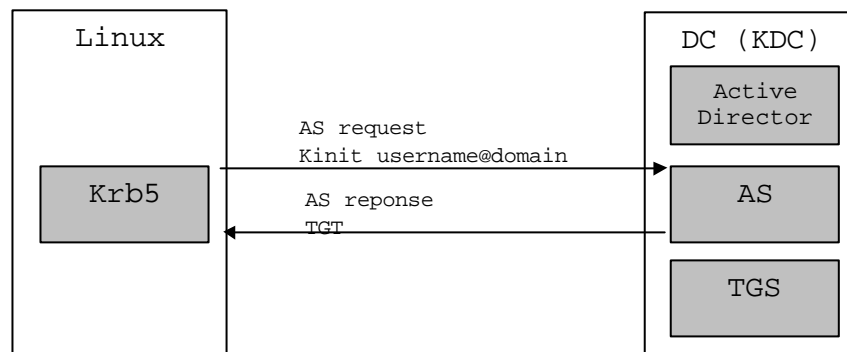 Linux
DC (KDC)
Active
Director
AS request
Kinit username@domain
Krb5
AS
AS reponse
TGT
TGS